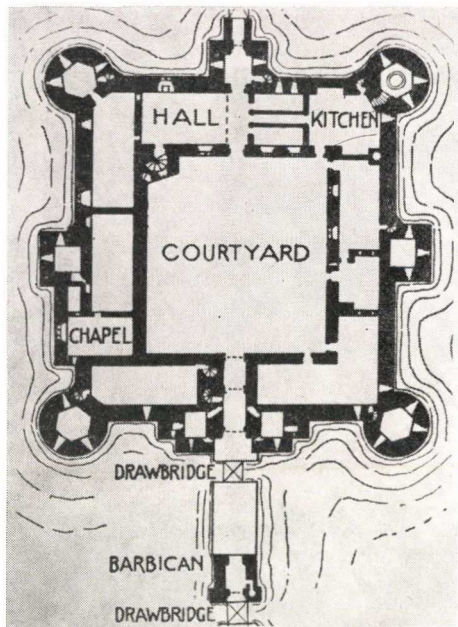 HALL
KITCHEN
COURTYARD
CHAPEL
DRAWBRIDGE
BARBICAN
DRAWBRIDGE